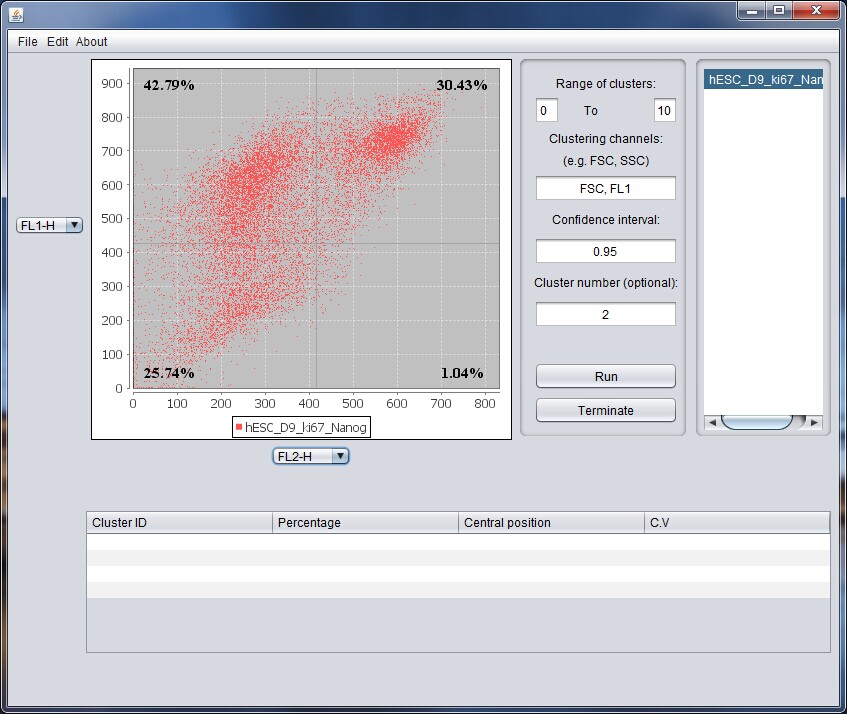 File Edit About
900
800
700
600
500
400
300
200
100
0
42.79%
30.43%
25.74%
1.04%
0 100 200 300 400 500 600 700 800
hESC_D9_ki67_Nanog
FL1-H
FL2-H
Range of clusters:
0 To 10
Clustering channels:
(e.g. FSC, SSC)
FSC, FL1
Confidence interval:
0.95
Cluster number (optional):
2
Run
Terminate
hESC_D9_ki67_Nan
Cluster ID Percentage Central position C.V